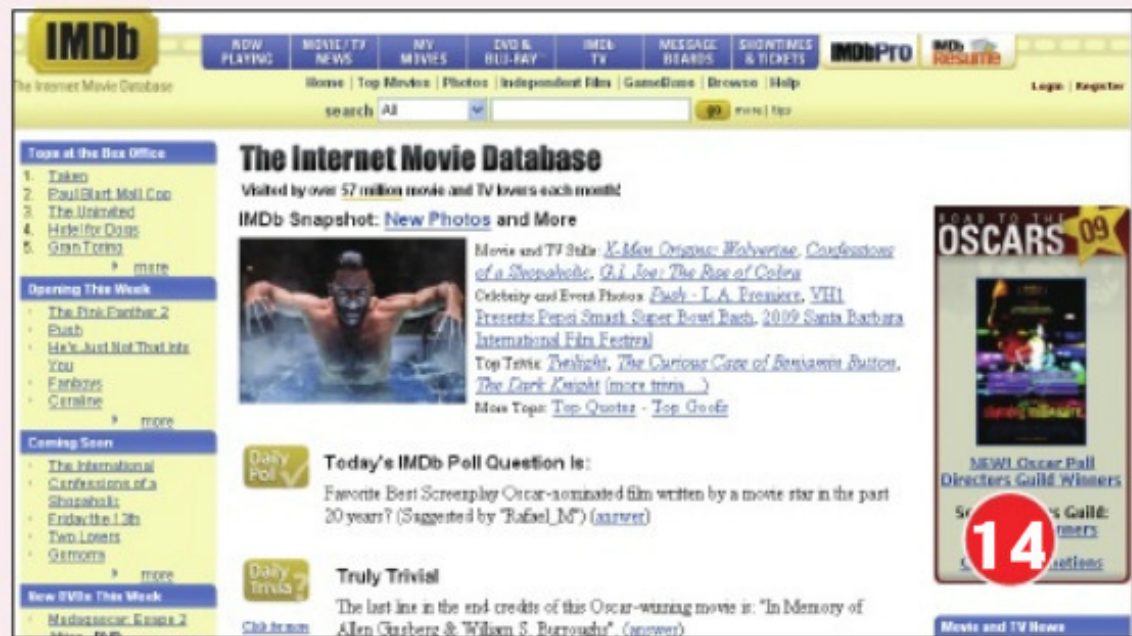 IMDb
The Internet Movie Database
NOW PLAYING
MOVIE/TV NEWS
MY MOVIES
DVD & BLU-RAY
IMDb TV
MESSAGE BOARDS
SHOWTIMES & TICKETS
IMDbPro
IMDb Resume
Home | Top Movies | Photos | Independent Film | GameBase | Browse | Help
Login | Register
search All go more | tips
Tops at the Box Office
1. Taken
2. Paul Blart Mall Cop
3. The Uninvited
4. Hotel for Dogs
5. Gran Torino
more
Opening This Week
The Pink Panther 2
Push
He's Just Not That Into
You
Fanboys
Coraline
more
Coming Soon
The International
Confessions of a
Shopaholic
Friday the 13th
Two Lovers
Gomorra
more
New DVDs This Week
Madagascar: Escape 2
The Internet Movie Database
Visited by over 57 million movie and TV lovers each month!
IMDb Snapshot: New Photos and More
Movie and TV Stills: X-Men Origins: Wolverine, Confessions
of a Shopaholic, G.I. Joe: The Rise of Cobra
Celebrity and Event Photos: Push - L.A. Premiere, VH1
Presents Pepsi Smash Super Bowl Bash, 2009 Santa Barbara
International Film Festival
Top Trivia: Twilight, The Curious Case of Benjamin Button,
The Dark Knight (more trivia...)
More Tops: Top Quotes - Top Goofs
Daily Poll
Today's IMDb Poll Question Is:
Favorite Best Screenplay Oscar-nominated film written by a movie star in the past
20 years? (Suggested by "Rafael_M") (answer)
Daily Trivia ?
Click for more
Truly Trivial
The last line in the end credits of this Oscar-winning movie is: "In Memory of
Allen Ginsberg & William S. Burroughs". (answer)
ROAD TO THE
OSCARS 09
slumdog millionaire
NEW! Oscar Poll
Directors Guild Winners
Guild:
14
Movie and TV News